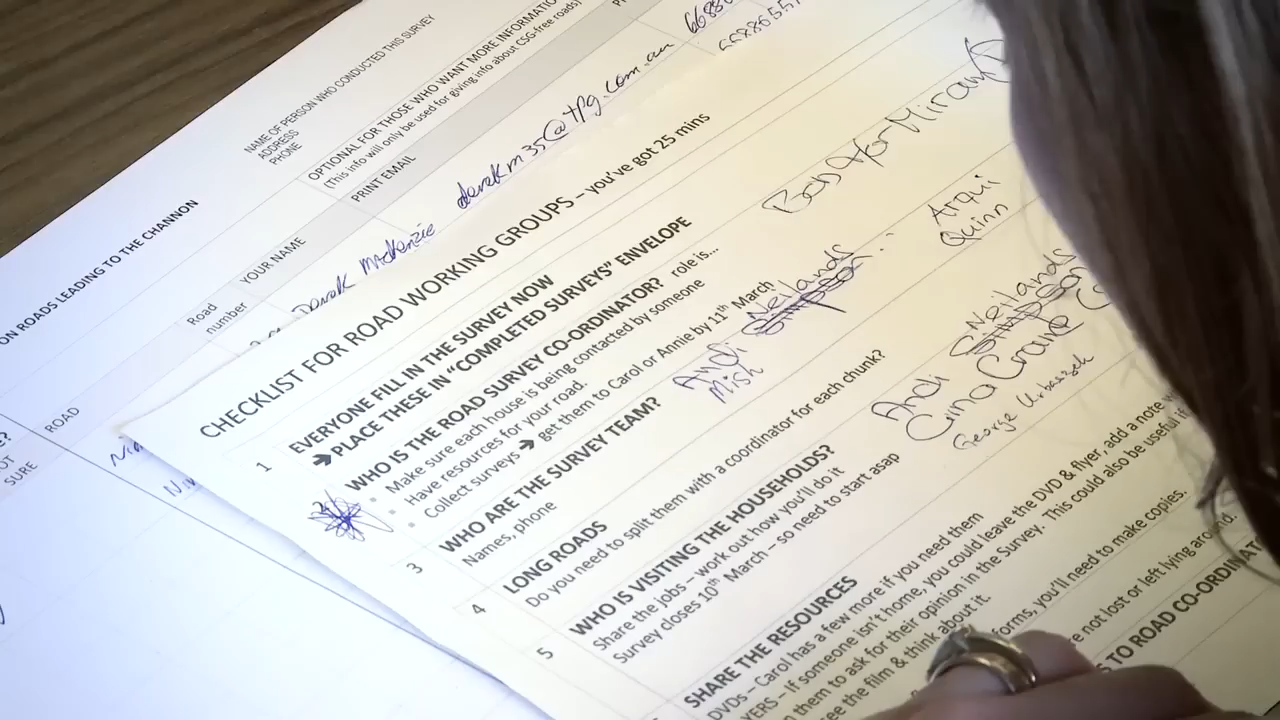 NAME OF PERSON WHO CONDUCTED THIS SURVEY
ADDRESS
PHONE
OPTIONAL FOR THOSE WHO WANT MORE
(This info will only be used for giving info about CSG-free roads)
PRINT EMAIL
ON ROADS LEADING TO THE CHANNON
YOUR NAME
Road
number
ROAD
SURE
Derek McKenzie derekm35@tpg.com.au
CHECKLIST FOR ROAD WORKING GROUPS – you've got 25 mins
1 EVERYONE FILL IN THE SURVEY NOW
➔ PLACE THESE IN "COMPLETED SURVEYS" ENVELOPE
WHO IS THE ROAD SURVEY CO-ORDINATOR? role is...
Make sure each house is being contacted by someone
Have resources for your road.
Collect surveys ➔ get them to Carol or Annie by 11th March
3 WHO ARE THE SURVEY TEAM?
Names, phone
Andi Neilands
Simpson
Mish
Arqui
Quinn
4 LONG ROADS
Do you need to split them with a coordinator for each chunk?
5 WHO IS VISITING THE HOUSEHOLDS?
Share the jobs – work out how you'll do it
Survey closes 10th March – so need to start asap
Andi Neilands
Simpson
Gina Crane
George
SHARE THE RESOURCES
DVDs – Carol has a few more if you need them
– If someone isn't home, you could leave the DVD & flyer, add a note
them to ask for their opinion in the Survey. This could also be useful
see the film & think about it.
forms, you'll need to make copies.
not lost or left lying
TO ROAD